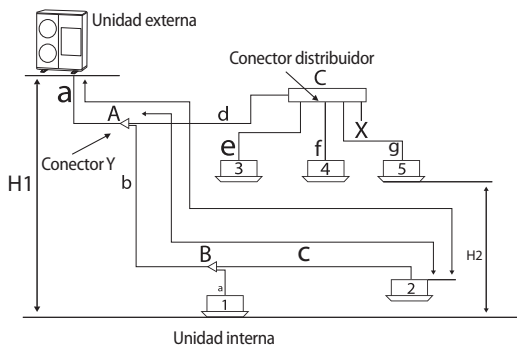 Unidad externa
Conector distribuidor
C
a
A
d
X
e
f
g
Conector Y
3
4
5
H1
b
H2
B
c
2
a
1
Unidad interna